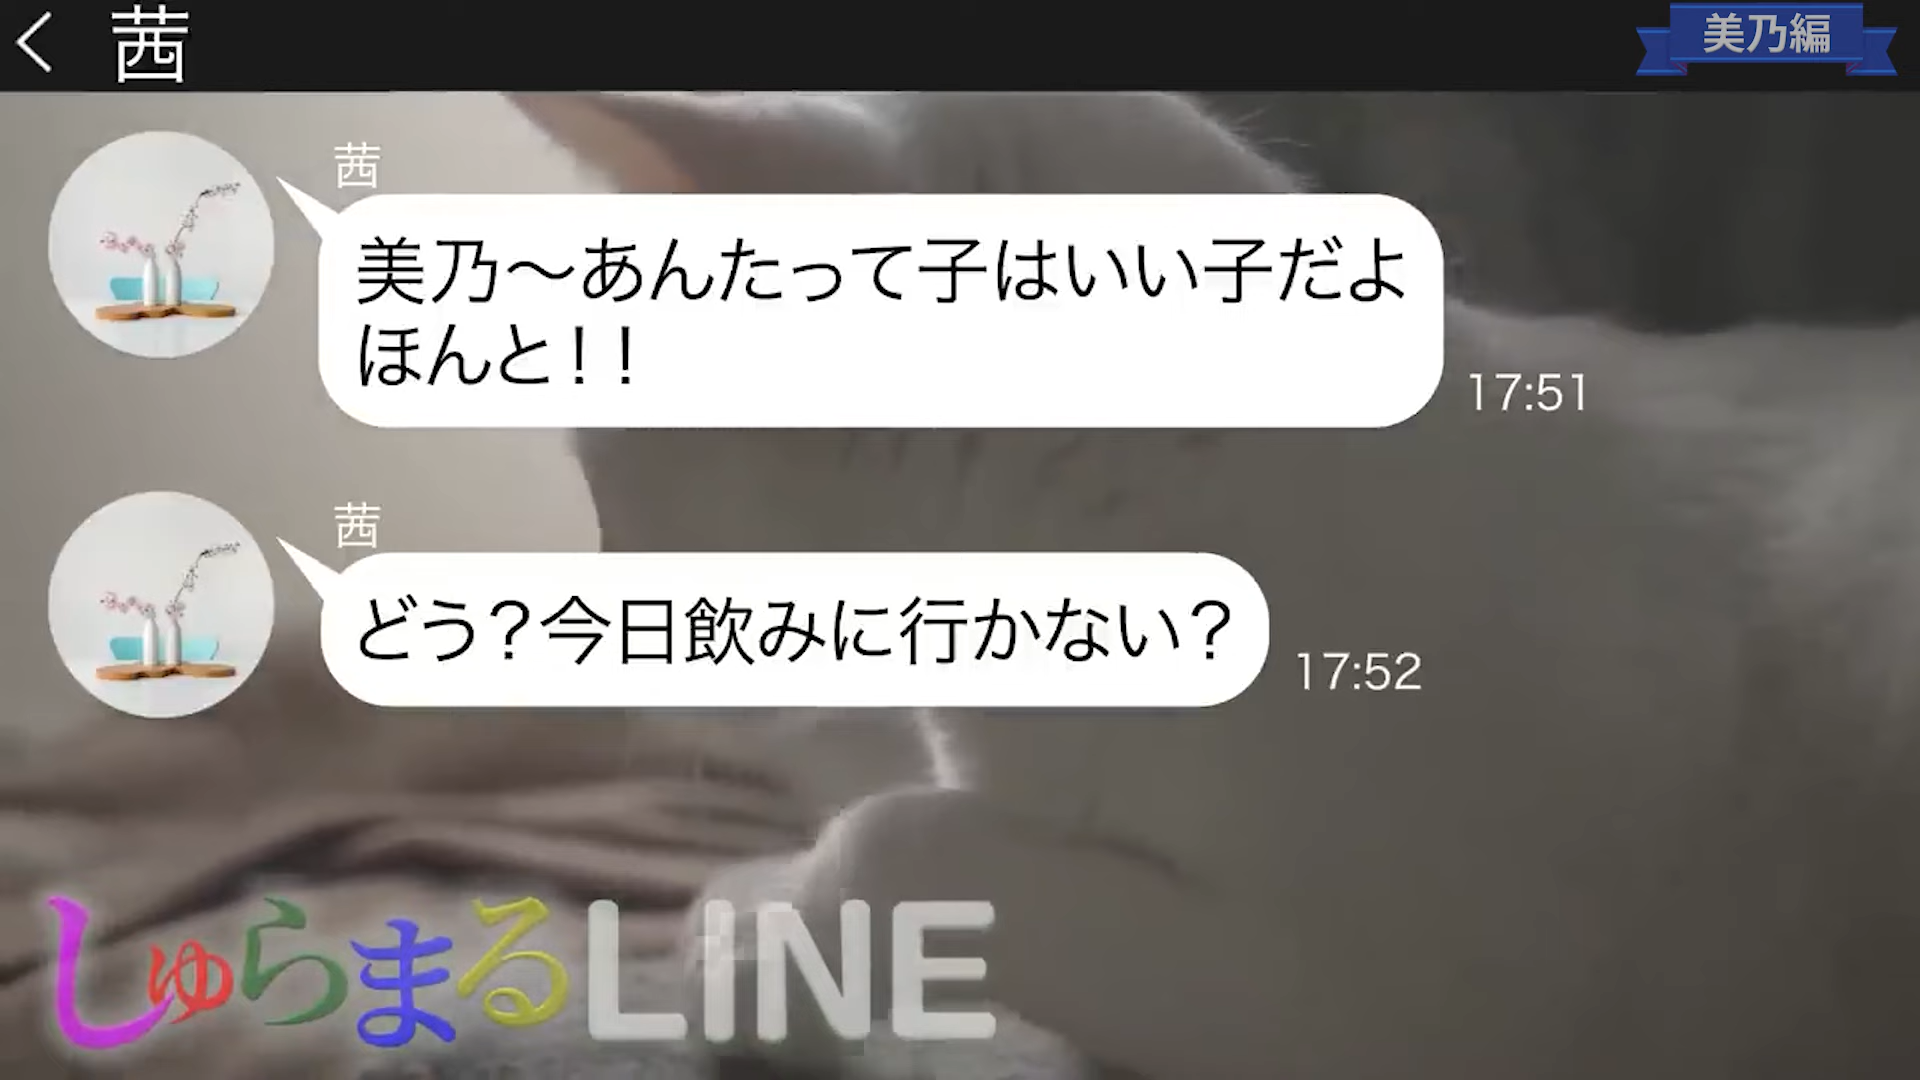 茜
美乃編
茜
美乃～あんたって子はいい子だよ
ほんと！！
17:51
茜
どう？今日飲みに行かない？
17:52
しゅらまるLINE